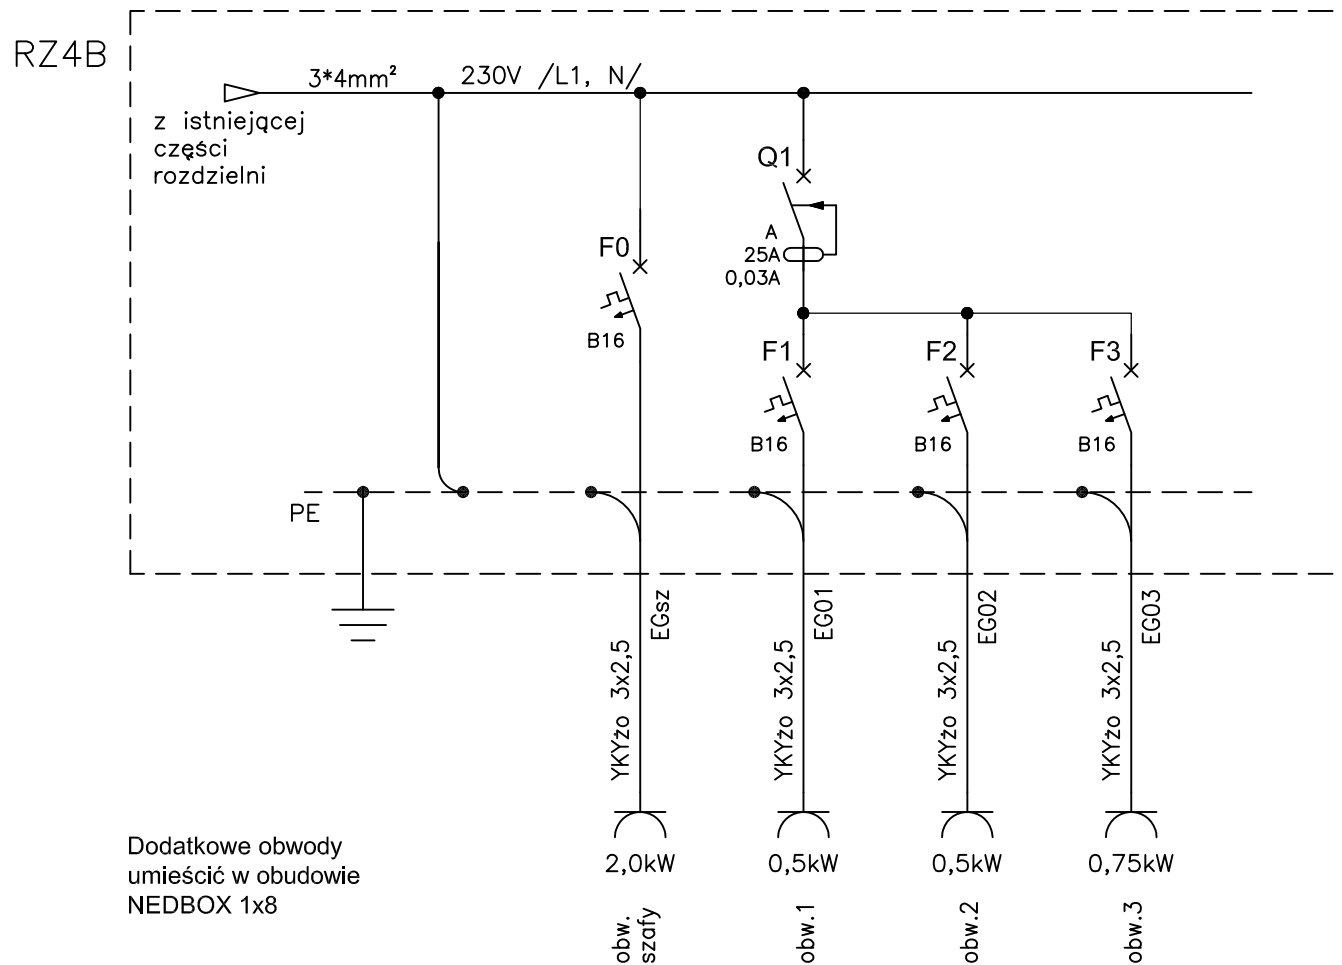 RZ4B
3*4mm²
230V /L1, N/
z istniejącej
części
rozdzielni
Q1
A
25A
0,03A
F0
B16
F1
B16
F2
B16
F3
B16
PE
EGsz
EG01
EG02
EG03
YKYżo 3x2,5
YKYżo 3x2,5
YKYżo 3x2,5
YKYżo 3x2,5
Dodatkowe obwody
umieścić w obudowie
NEDBOX 1x8
2,0kW
0,5kW
0,5kW
0,75kW
obw.
szafy
obw.1
obw.2
obw.3